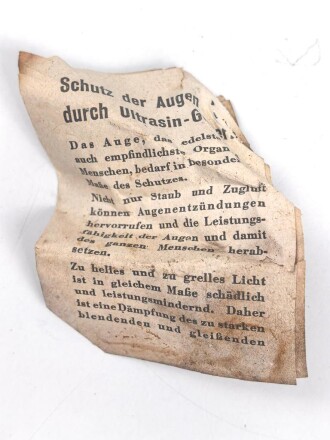 Schutz der Augen
durch Ultrasin-G
Das Auge, das edelste
auch empfindlichste Organ
Menschen, bedarf in besonder
Maße des Schutzes.
Nicht nur Staub und Zugluft
können Augenentzündungen
hervorrufen und die Leistungs-
fähigkeit der Augen und damit
des ganzen Menschen herab-
setzen.
Zu helles und zu grelles Licht
ist in gleichem Maße schädlich
und leistungsmindernd. Daher
ist eine Dämpfung des zu starken
blendenden und gleißenden